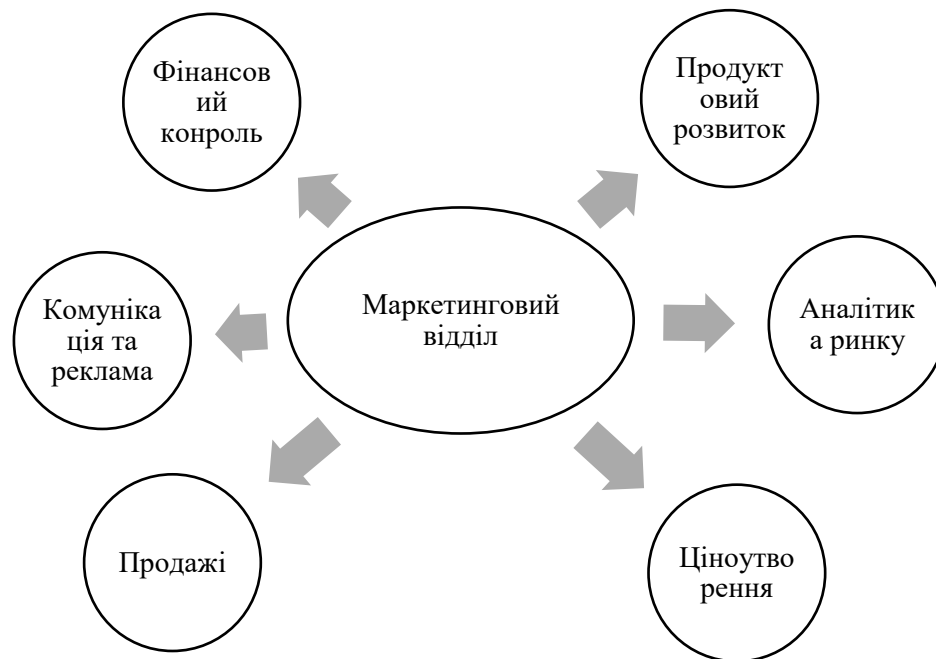 Фінансов
ий
конроль
Продукт
овий
розвиток
Маркетинговий
відділ
Комуніка
ція та
реклама
Аналітик
а ринку
Продажі
Ціноутво
рення